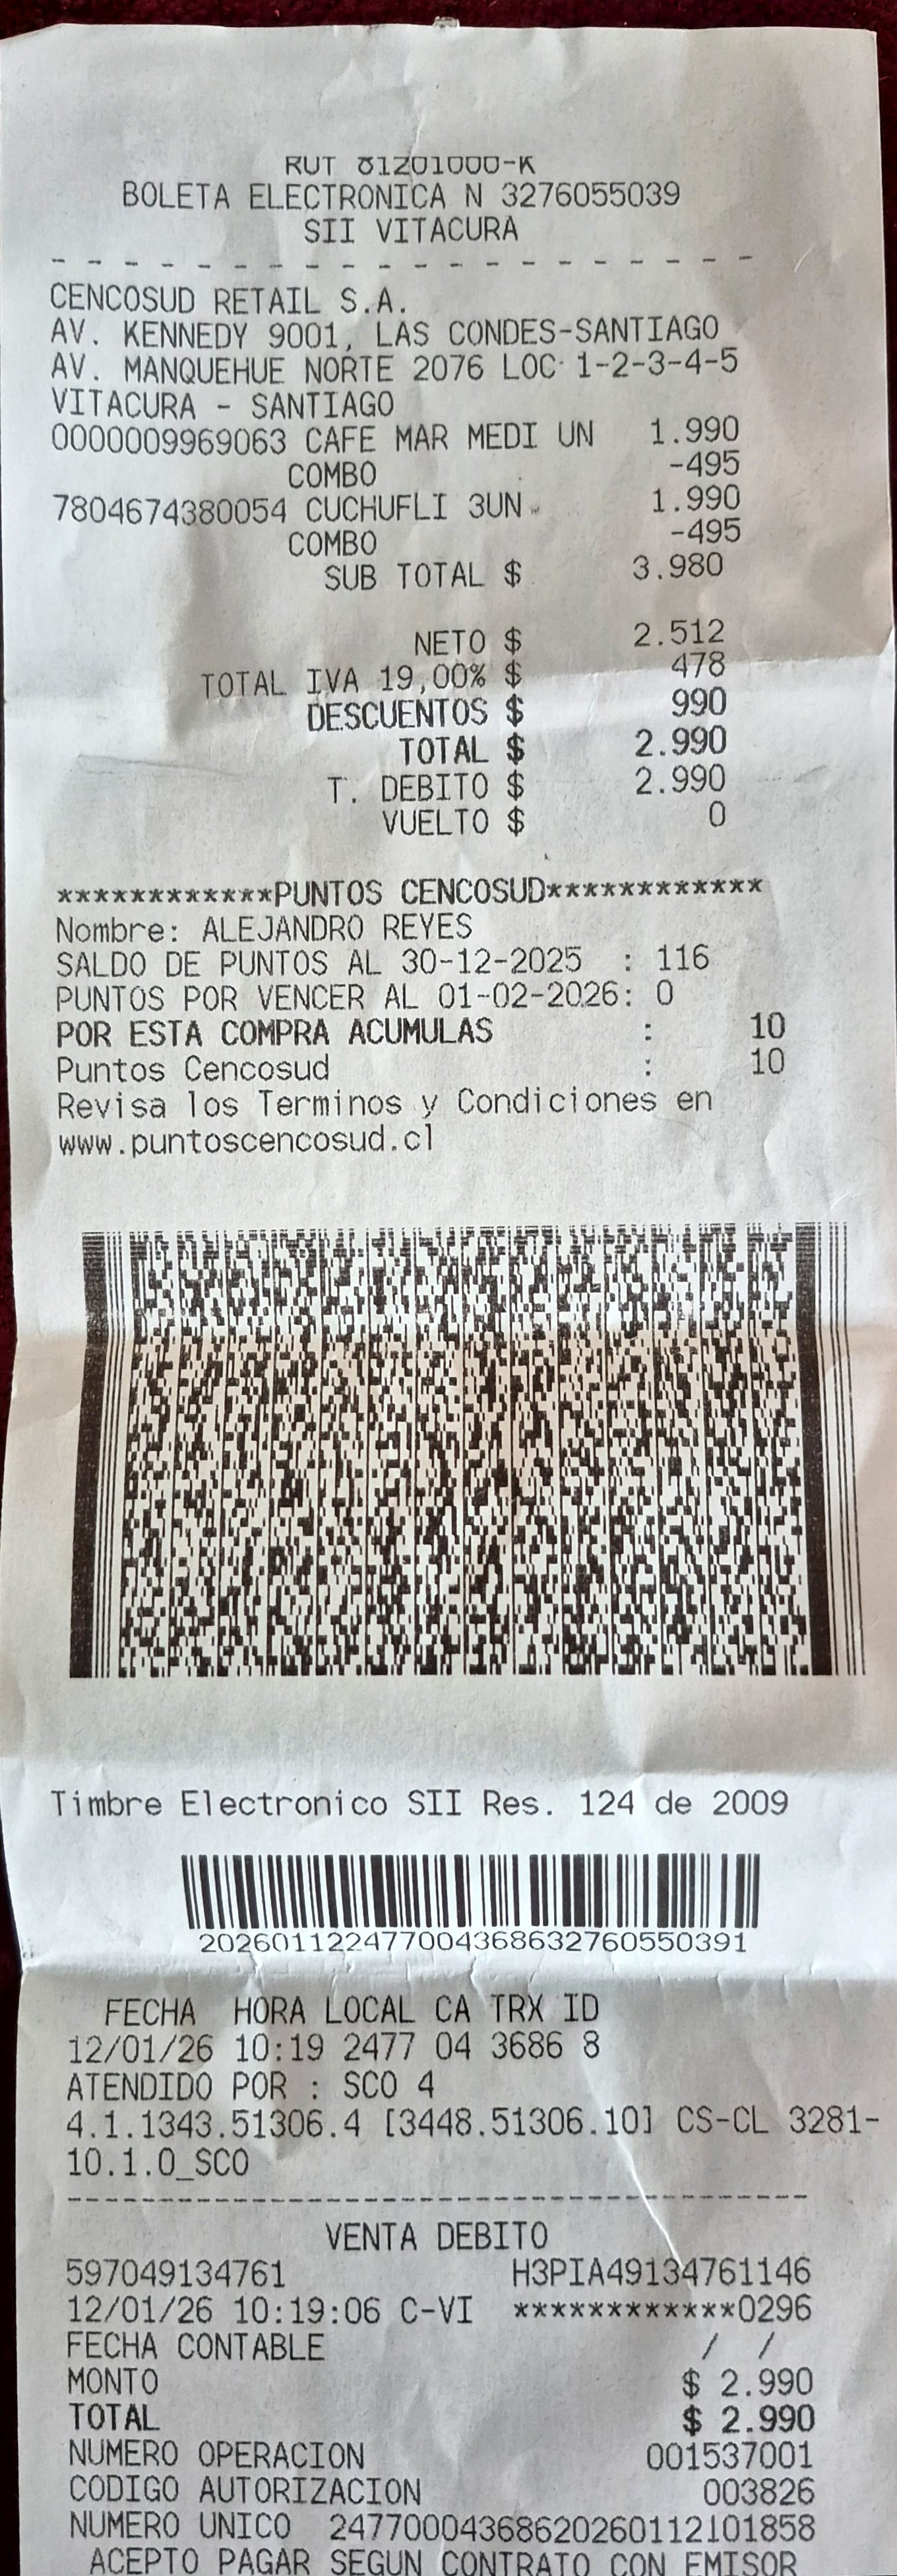 RUT 81201000-K
BOLETA ELECTRONICA N 3276055039
SII VITACURA
- - - - - - - - - - - - - - - - - - - -
CENCOSUD RETAIL S.A.
AV. KENNEDY 9001, LAS CONDES-SANTIAGO
AV. MANQUEHUE NORTE 2076 LOC 1-2-3-4-5
VITACURA - SANTIAGO
0000009969063 CAFE MAR MEDI UN 1.990
COMBO -495
7804674380054 CUCHUFLI 3UN 1.990
COMBO -495
SUB TOTAL $ 3.980
NETO $ 2.512
TOTAL IVA 19,00% $ 478
DESCUENTOS $ 990
TOTAL $ 2.990
T. DEBITO $ 2.990
VUELTO $ 0
************PUNTOS CENCOSUD************
Nombre: ALEJANDRO REYES
SALDO DE PUNTOS AL 30-12-2025 : 116
PUNTOS POR VENCER AL 01-02-2026: 0
POR ESTA COMPRA ACUMULAS : 10
Puntos Cencosud : 10
Revisa los Terminos y Condiciones en
www.puntoscencosud.cl
Timbre Electronico SII Res. 124 de 2009
202601122477004368632760550391
FECHA HORA LOCAL CA TRX ID
12/01/26 10:19 2477 04 3686 8
ATENDIDO POR : SCO 4
4.1.1343.51306.4 [3448.51306.10] CS-CL 3281-
10.1.0_SCO
-----------------------------------------
VENTA DEBITO
597049134761 H3PIA49134761146
12/01/26 10:19:06 C-VI ************0296
FECHA CONTABLE / /
MONTO $ 2.990
TOTAL $ 2.990
NUMERO OPERACION 001537001
CODIGO AUTORIZACION 003826
NUMERO UNICO 24770004368620260112101858
ACEPTO PAGAR SEGUN CONTRATO CON EMISOR